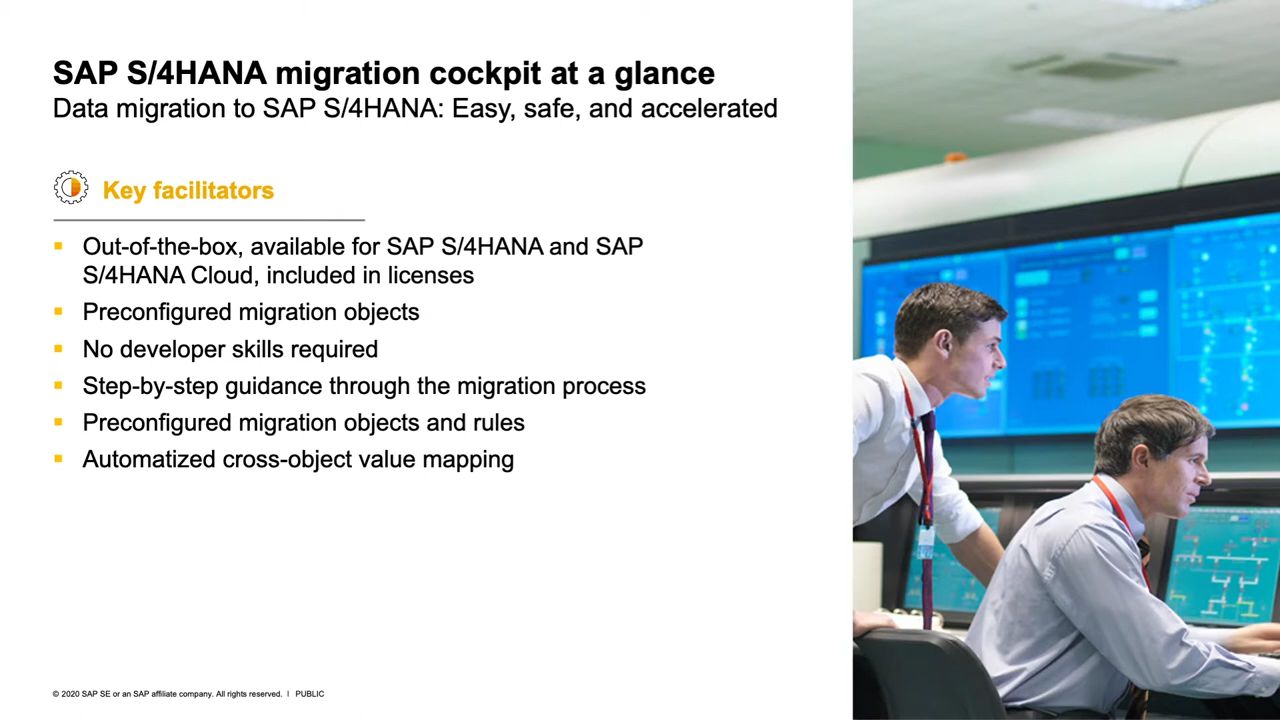 SAP S/4HANA migration cockpit at a glance
Data migration to SAP S/4HANA: Easy, safe, and accelerated
Key facilitators
▪ Out-of-the-box, available for SAP S/4HANA and SAP
S/4HANA Cloud, included in licenses
▪ Preconfigured migration objects
▪ No developer skills required
▪ Step-by-step guidance through the migration process
▪ Preconfigured migration objects and rules
▪ Automatized cross-object value mapping
© 2020 SAP SE or an SAP affiliate company. All rights reserved. | PUBLIC